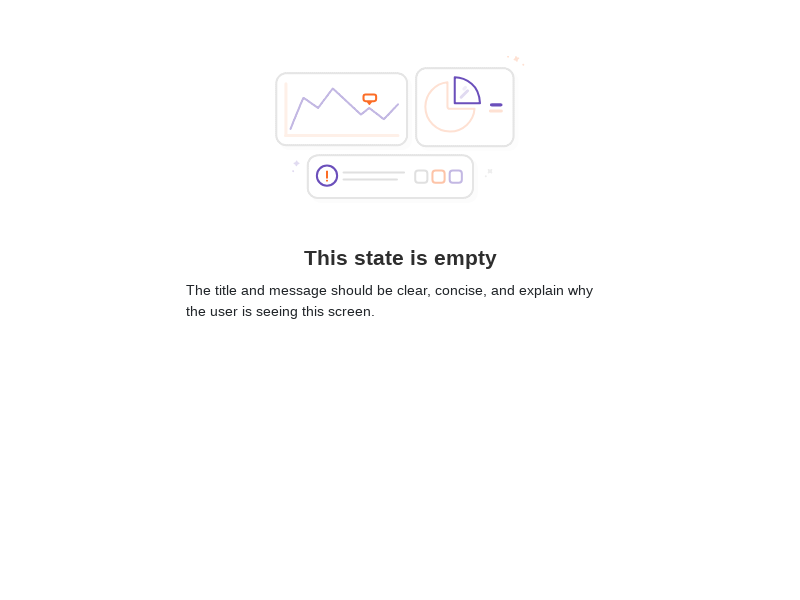 This state is empty
The title and message should be clear, concise, and explain why
the user is seeing this screen.